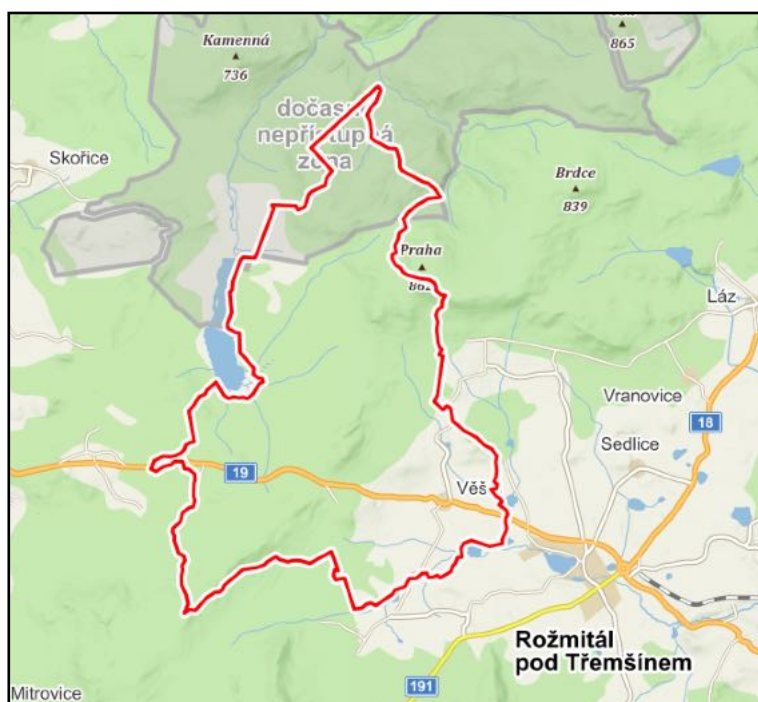 865
Kamenná
736
dočasně
nepřístupná
zóna
Skořice
Brdce
839
Praha
862
Láz
Vranovice
18
Sedlice
19
Věš
Rožmitál
pod Třemšínem
191
Mitrovice